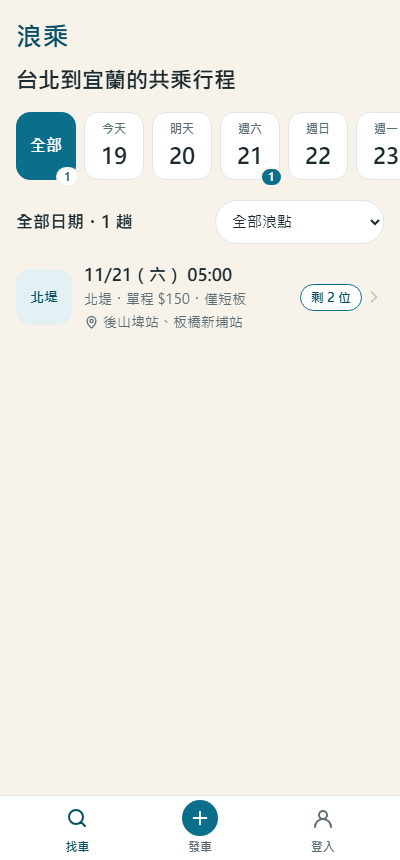 浪乘
台北到宜蘭的共乘行程
全部
1
今天
19
明天
20
週六
21
1
週日
22
週一
23
全部日期・1 趟
全部浪點
北堤
11/21（六）05:00
北堤・單程 $150・僅短板
後山埤站、板橋新埔站
剩 2 位
找車
發車
登入